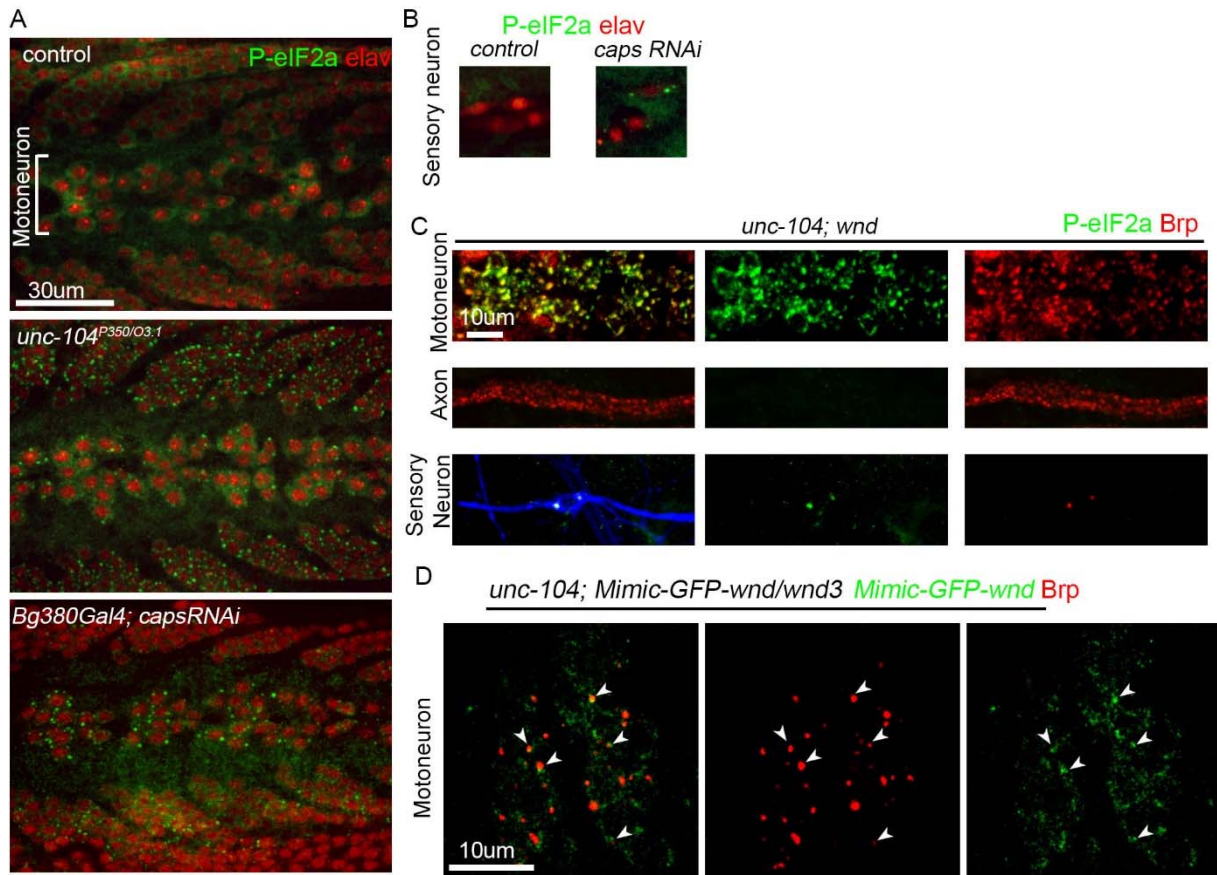 A
control
P-eIF2a elav
Motoneuron
30um
unc-104P350/O3.1
Bg380Gal4; capsRNAi
B
P-eIF2a elav
control
caps RNAi
Sensory neuron
C
unc-104; wnd
P-eIF2a Brp
Motoneuron
10um
Axon
Sensory
Neuron
D
unc-104; Mimic-GFP-wnd/wnd3 Mimic-GFP-wnd Brp
Motoneuron
10um